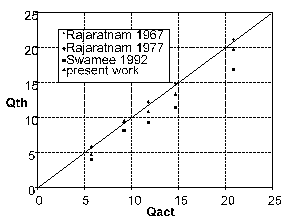 25
20
Qth
15
10
5
0
Rajaratnam 1967
Rajaratnam 1977
Swamee 1992
present work
0 5 10 15 20 25
Qact